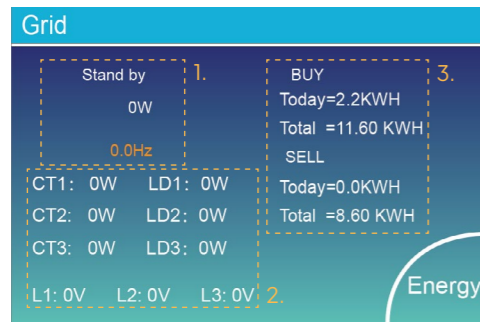 Grid
Stand by
0W
0.0Hz
1.
CT1: 0W LD1: 0W
CT2: 0W LD2: 0W
CT3: 0W LD3: 0W
L1: 0V L2: 0V L3: 0V
2.
BUY
Today=2.2KWH
Total =11.60 KWH
SELL
Today=0.0KWH
Total =8.60 KWH
3.
Energy